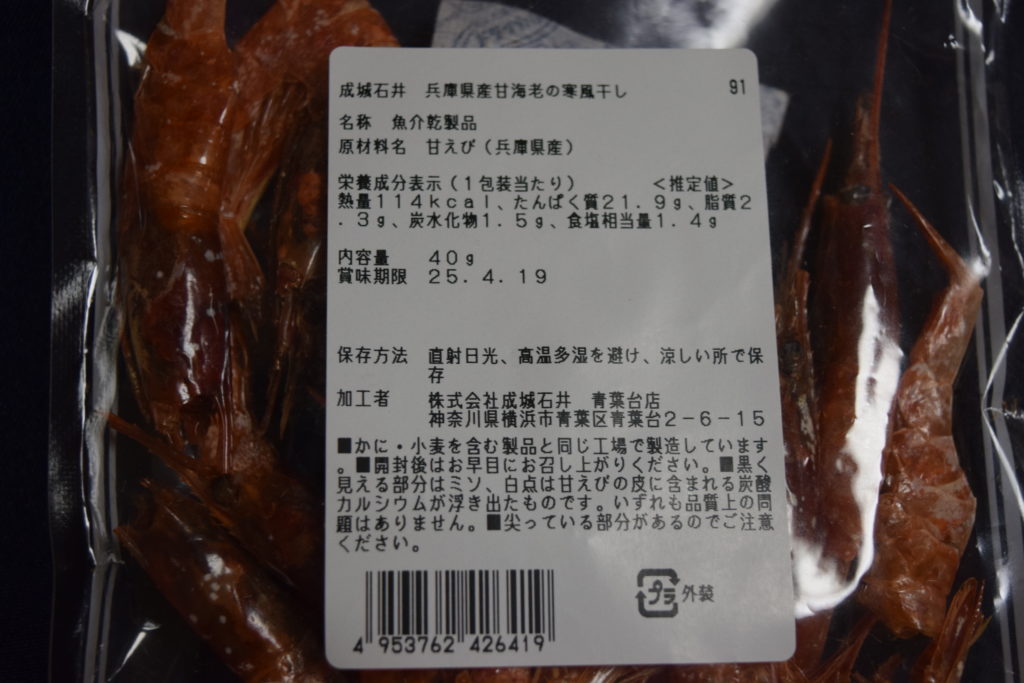 成城石井 兵庫県産甘海老の寒風干し 91
名称 魚介乾製品
原材料名 甘えび（兵庫県産）
栄養成分表示（1包装当たり） ＜推定値＞
熱量114kcal、たんぱく質21.9g、脂質2
.3g、炭水化物1.5g、食塩相当量1.4g
内容量 40g
賞味期限 25.4.19
保存方法 直射日光、高温多湿を避け、涼しい所で保
存
加工者 株式会社成城石井 青葉台店
神奈川県横浜市青葉区青葉台2-6-15
■かに・小麦を含む製品と同じ工場で製造しています
。■開封後はお早目にお召し上がりください。■黒く
見える部分はミソ、白点は甘えびの皮に含まれる炭酸
カルシウムが浮き出たものです。いずれも品質上の問
題はありません。■尖っている部分があるのでご注意
ください。
プラ 外装
4 953762 426419